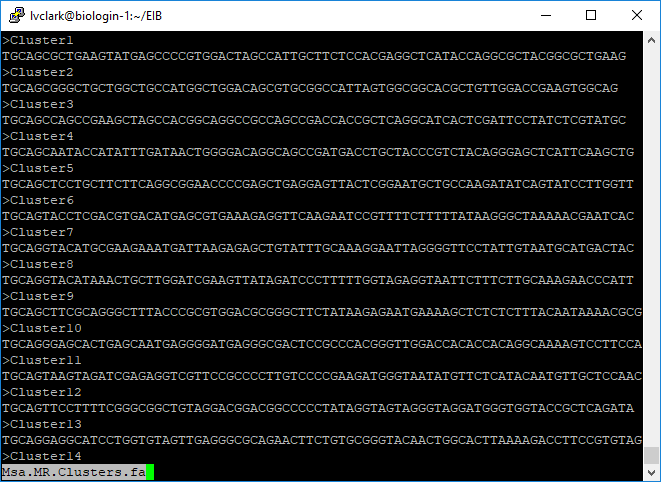 lvclark@biologin-1:~/EIB
>Cluster1
TGCAGCGCTGAAGTATGAGCCCCGTGGACTAGCCATTGCTTCTCCACGAGGCTCATACCAGGCGCTACGGCGCTGAAG
>Cluster2
TGCAGCGGGCTGCTGGCTGCCATGGCTGGACAGCGTGCGGCCATTAGTGGCGGCACGCTGTTGGACCGAAGTGGCAG
>Cluster3
TGCAGCCAGCCGAAGCTAGCCACGGCAGGCCGCCAGCCGACCACCGCTCAGGCATCACTCGATTCCTATCTCGTATGC
>Cluster4
TGCAGCAATACCATATTTGATAACTGGGGACAGGCAGCCGATGACCTGCTACCCGTCTACAGGGAGCTCATTCAAGCTG
>Cluster5
TGCAGCTCCTGCTTCTTCAGGCGGAACCCCGAGCTGAGGAGTTACTCGGAATGCTGCCAAGATATCAGTATCCTTGGTT
>Cluster6
TGCAGTACCTCGACGTGACATGAGCGTGAAAGAGGTTCAAGAATCCGTTTTCTTTTTATAAGGGCTAAAAACGAATCAC
>Cluster7
TGCAGGTACATGCGAAGAAATGATTAAGAGAGCTGTATTTGCAAAGGAATTAGGGGTTCCTATTGTAATGCATGACTAC
>Cluster8
TGCAGGTACATAAACTGCTTGGATCGAAGTTATAGATCCCTTTTTGGTAGAGGTAATTCTTTCTTGCAAAGAACCCATT
>Cluster9
TGCAGCTTCGCAGGGCTTTACCCGCGTGGACGCGGGCTTCTATAAGAGAATGAAAAGCTCTCTCTTTACAATAAAACGCG
>Cluster10
TGCAGGGAGCACTGAGCAATGAGGGGATGAGGGCGACTCCGCCCACGGGTTGGACCACACCACAGGCAAAAGTCCTTCCA
>Cluster11
TGCAGTAAGTAGATCGAGAGGTCGTTCCGCCCCTTGTCCCCGAAGATGGGTAATATGTTCTCATACAATGTTGCTCCAAC
>Cluster12
TGCAGTTCCTTTTCGGGCGGCTGTAGGACGGACGGCCCCCTATAGGTAGTAGGGTAGGATGGGTGGTACCGCTCAGATA
>Cluster13
TGCAGGAGGCATCCTGGTGTAGTTGAGGGCGCAGAACTTCTGTGCGGGTACAACTGGCACTTAAAAGACCTTCCGTGTAG
>Cluster14
Msa.MR.Clusters.fa